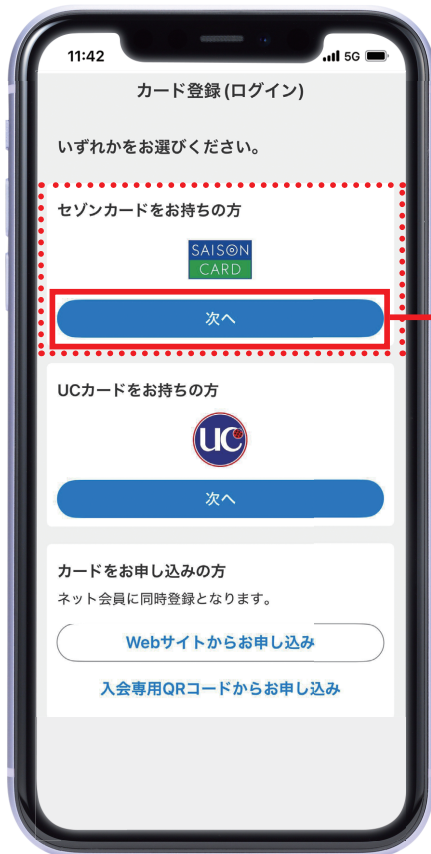 11:42
5G
カード登録(ログイン)
いずれかをお選びください。
セゾンカードをお持ちの方
SAISON
CARD
次へ
UCカードをお持ちの方
UC
次へ
カードをお申し込みの方
ネット会員に同時登録となります。
Webサイトからお申し込み
入会専用QRコードからお申し込み